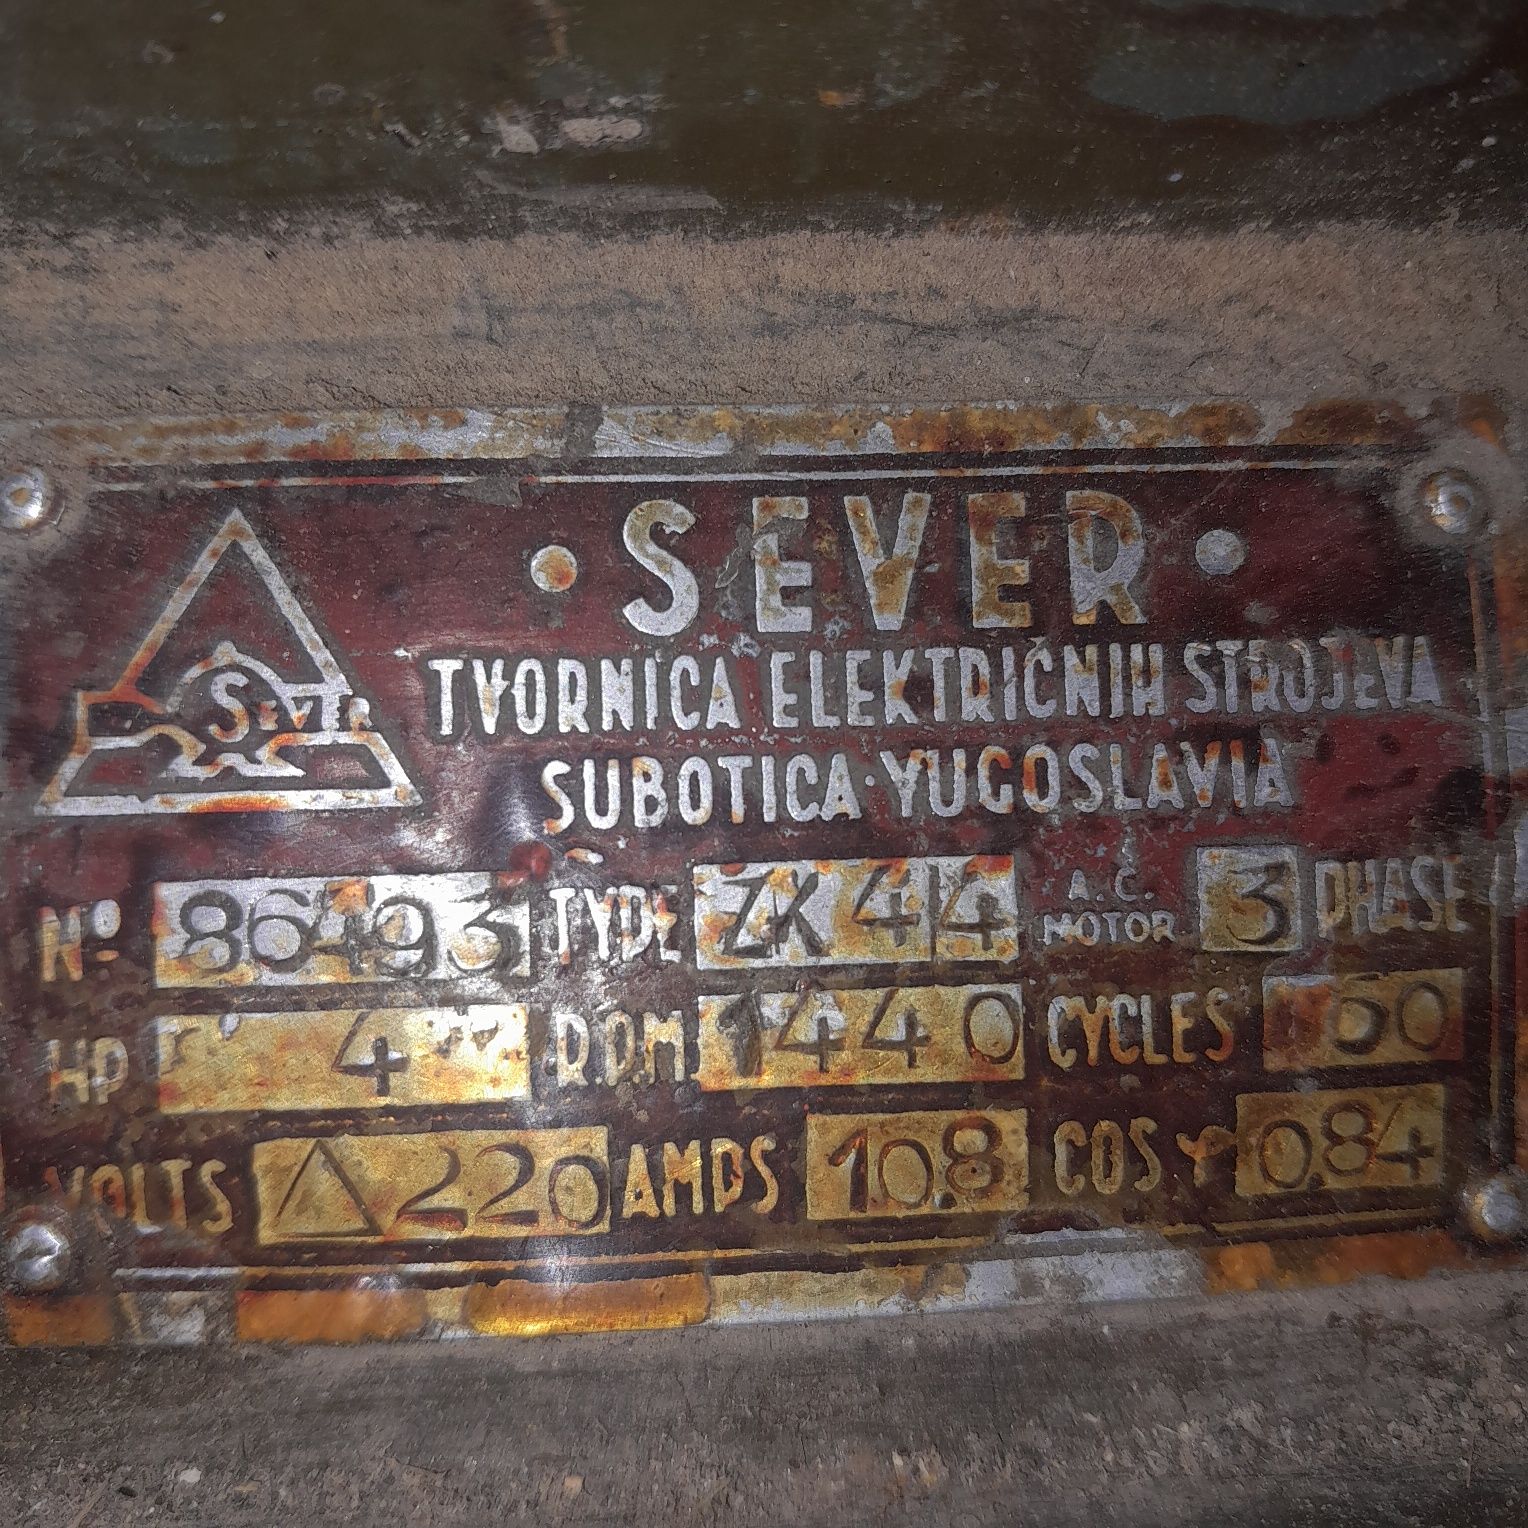 • SEVER •
SEVER
TVORNICA ELEKTRIČNIH STROJEVA
SUBOTICA·YUGOSLAVIA
Nº 86493 TYPE ZK 44 A.C. MOTOR 3 PHASE
HP 4 R.P.M 1440 CYCLES 50
VOLTS △ 220 AMPS 10.8 COS φ 0.84